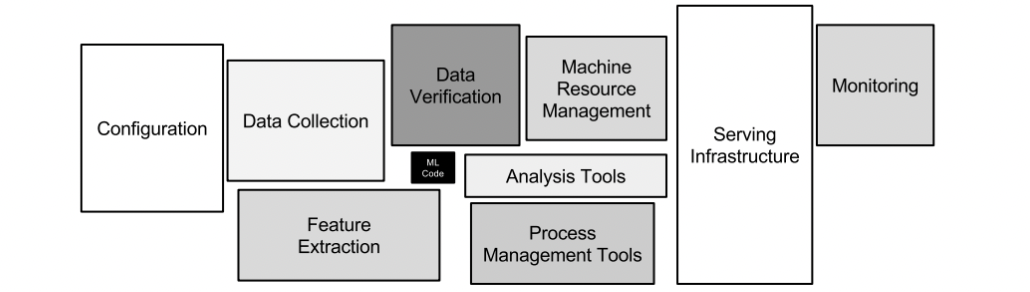 Configuration
Data Collection
Data
Verification
Machine
Resource
Management
Monitoring
Serving
Infrastructure
ML
Code
Analysis Tools
Feature
Extraction
Process
Management Tools